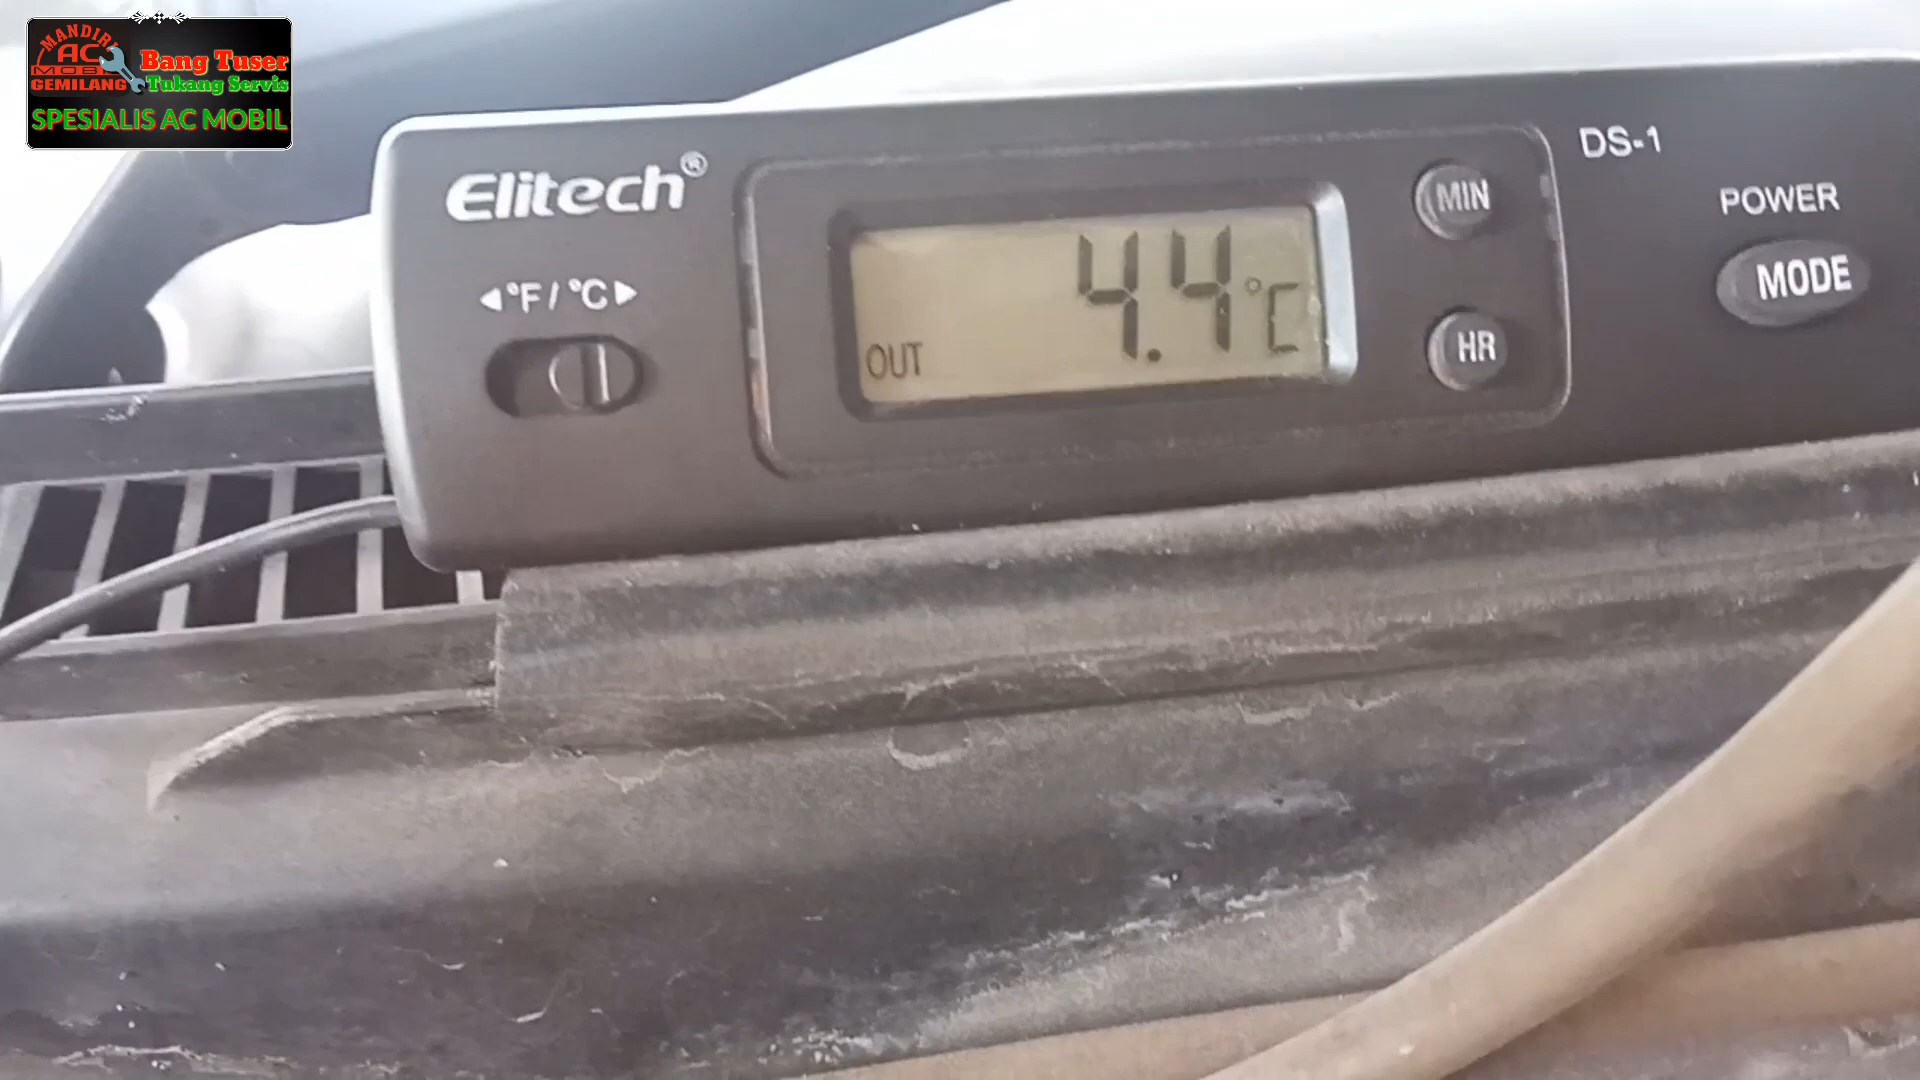 MANDIRI
AC
MOBIL
GEMILANG
Bang Tuser
Tukang Servis
SPESIALIS AC MOBIL
Elitech®
◀°F / °C▶
OUT
4.4 °C
MIN
HR
DS-1
POWER
MODE